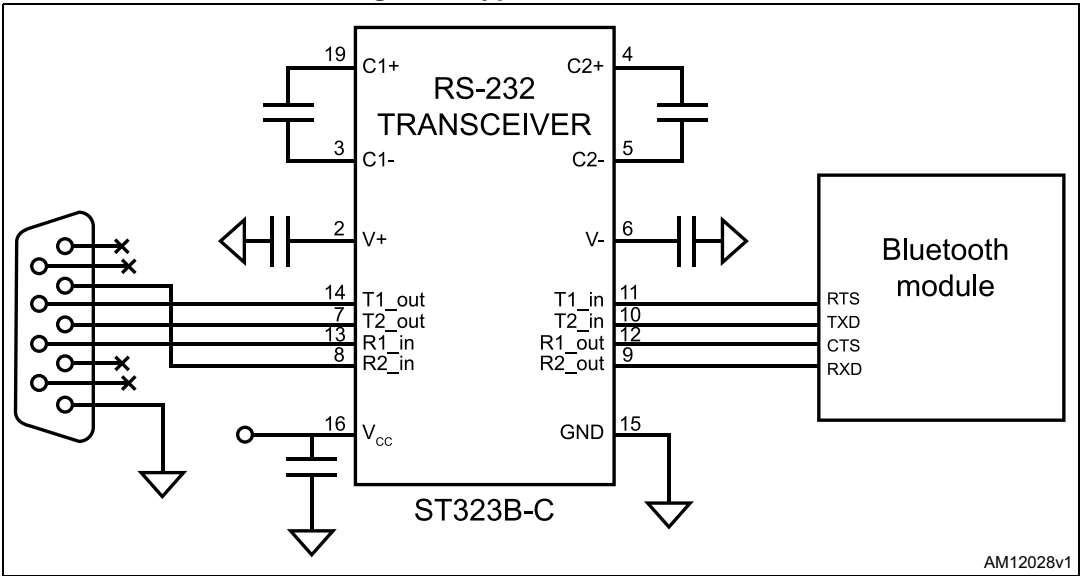 19
C1+
C2+
4
RS-232
TRANSCEIVER
3
C1-
C2-
5
2
V+
V-
6
Bluetooth
module
14
T1_out
T1_in
11
RTS
7
T2_out
T2_in
10
TXD
13
R1_in
R1_out
12
CTS
8
R2_in
R2_out
9
RXD
16
VCC
GND
15
ST323B-C
AM12028v1